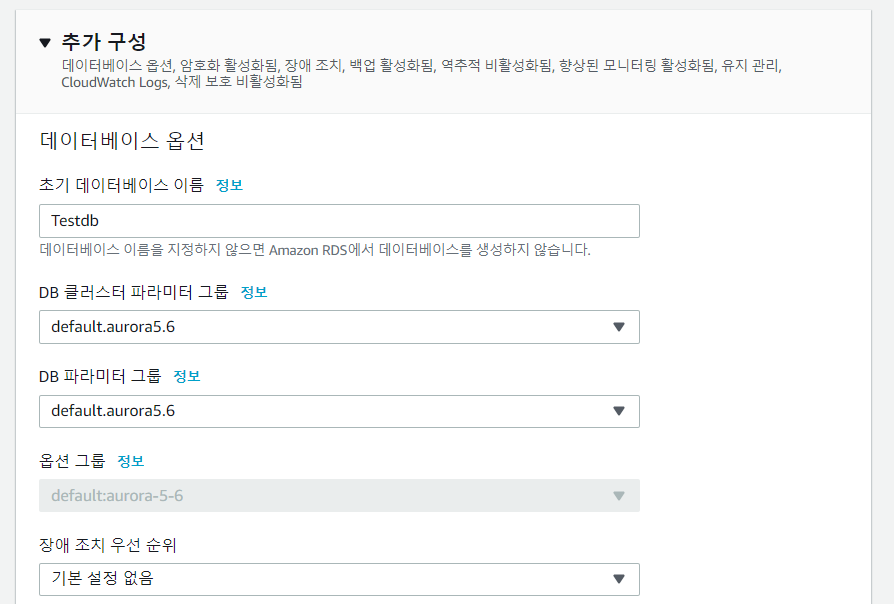 추가 구성
데이터베이스 옵션, 암호화 활성화됨, 장애 조치, 백업 활성화됨, 역추적 비활성화됨, 향상된 모니터링 활성화됨, 유지 관리,
CloudWatch Logs, 삭제 보호 비활성화됨
데이터베이스 옵션
초기 데이터베이스 이름 정보
Testdb
데이터베이스 이름을 지정하지 않으면 Amazon RDS에서 데이터베이스를 생성하지 않습니다.
DB 클러스터 파라미터 그룹 정보
default.aurora5.6
DB 파라미터 그룹 정보
default.aurora5.6
옵션 그룹 정보
default:aurora-5-6
장애 조치 우선 순위
기본 설정 없음